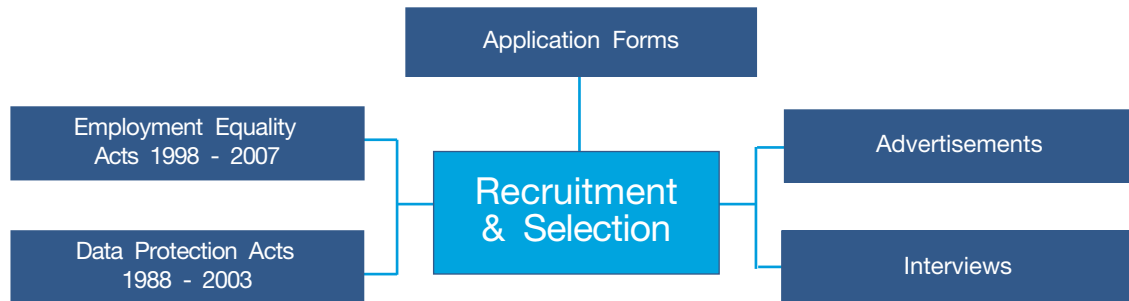 Application Forms
Employment Equality
Acts 1998 - 2007
Advertisements
Recruitment
& Selection
Data Protection Acts
1988 - 2003
Interviews